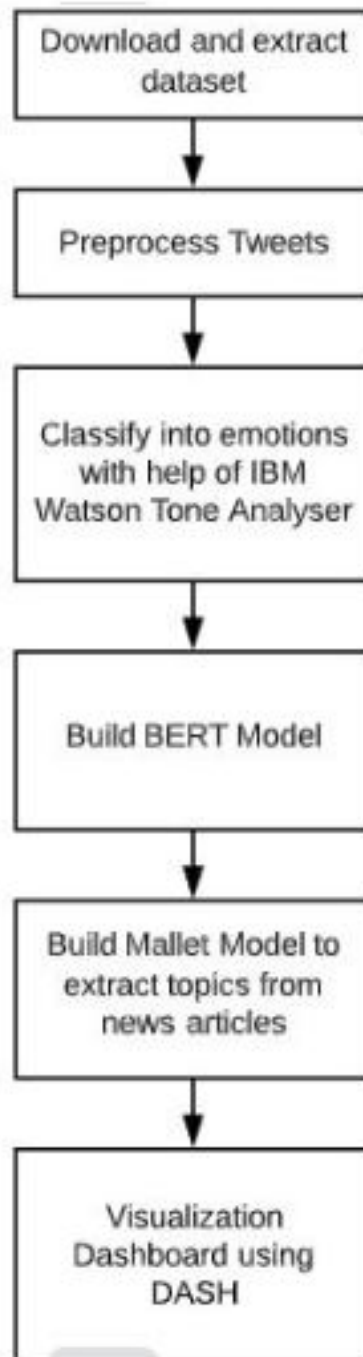 Download and extract
dataset
Preprocess Tweets
Classify into emotions
with help of IBM
Watson Tone Analyser
Build BERT Model
Build Mallet Model to
extract topics from
news articles
Visualization
Dashboard using
DASH